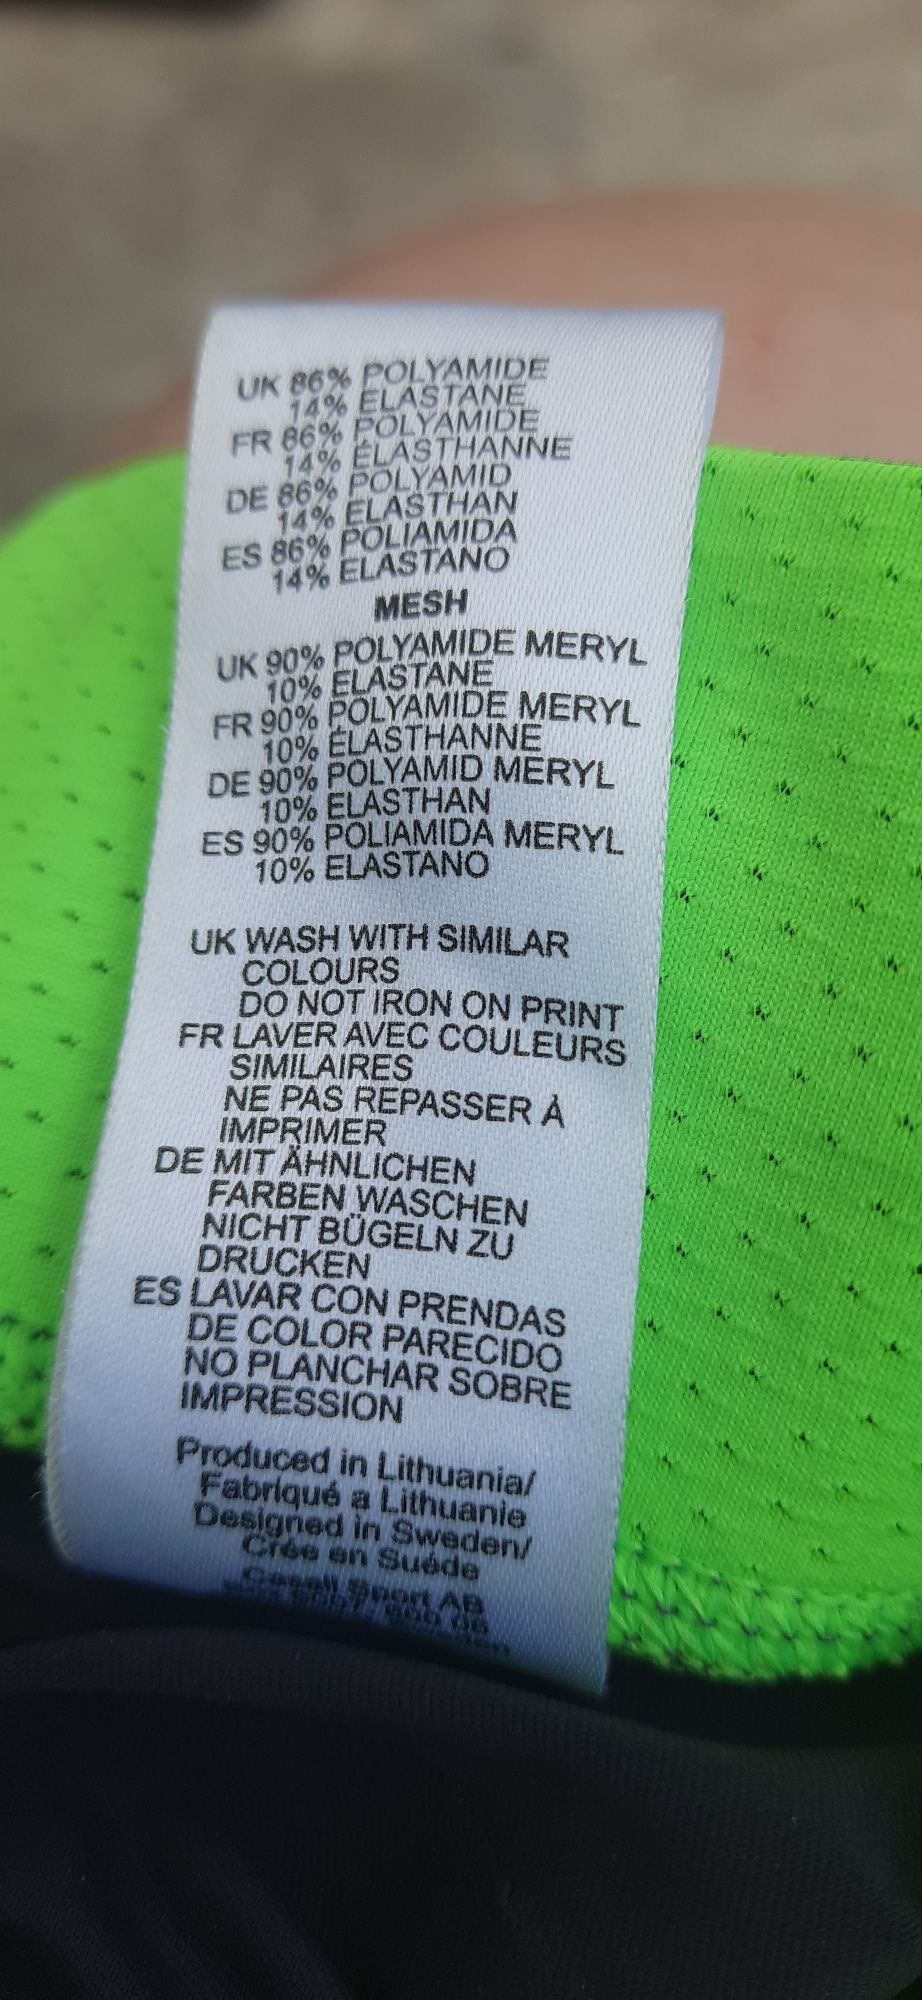 UK 86% POLYAMIDE
14% ELASTANE
FR 86% POLYAMIDE
14% ÉLASTHANNE
DE 86% POLYAMID
14% ELASTHAN
ES 86% POLIAMIDA
14% ELASTANO
MESH
UK 90% POLYAMIDE MERYL
10% ELASTANE
FR 90% POLYAMIDE MERYL
10% ÉLASTHANNE
DE 90% POLYAMID MERYL
10% ELASTHAN
ES 90% POLIAMIDA MERYL
10% ELASTANO
UK WASH WITH SIMILAR
COLOURS
DO NOT IRON ON PRINT
FR LAVER AVEC COULEURS
SIMILAIRES
NE PAS REPASSER À
IMPRIMER
DE MIT ÄHNLICHEN
FARBEN WASCHEN
NICHT BÜGELN ZU
DRUCKEN
ES LAVAR CON PRENDAS
DE COLOR PARECIDO
NO PLANCHAR SOBRE
IMPRESSION
Produced in Lithuania/
Fabriqué a Lithuanie
Designed in Sweden/
Crée en Suéde
Casall Sport AB